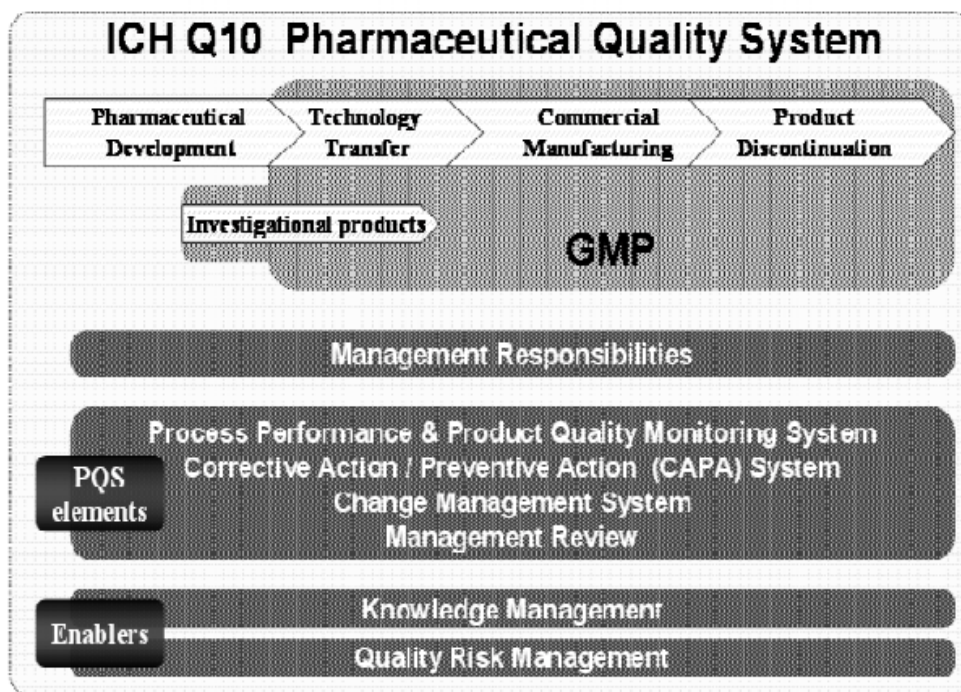 ICH Q10 Pharmaceutical Quality System
Pharmaceutical
Development
Technology
Transfer
Commercial
Manufacturing
Product
Discontinuation
Investigational products
GMP
Management Responsibilities
PQS
elements
Process Performance & Product Quality Monitoring System
Corrective Action / Preventive Action (CAPA) System
Change Management System
Management Review
Enablers
Knowledge Management
Quality Risk Management